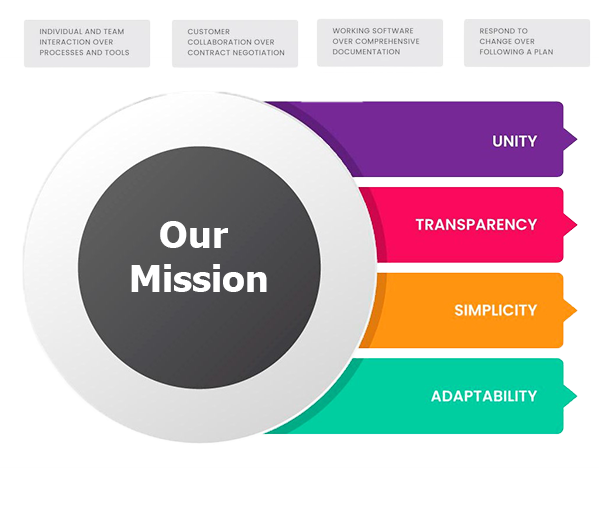 INDIVIDUAL AND TEAM
INTERACTION OVER
PROCESSES AND TOOLS
CUSTOMER
COLLABORATION OVER
CONTRACT NEGOTIATION
WORKING SOFTWARE
OVER COMPREHENSIVE
DOCUMENTATION
RESPOND TO
CHANGE OVER
FOLLOWING A PLAN
Our
Mission
UNITY
TRANSPARENCY
SIMPLICITY
ADAPTABILITY